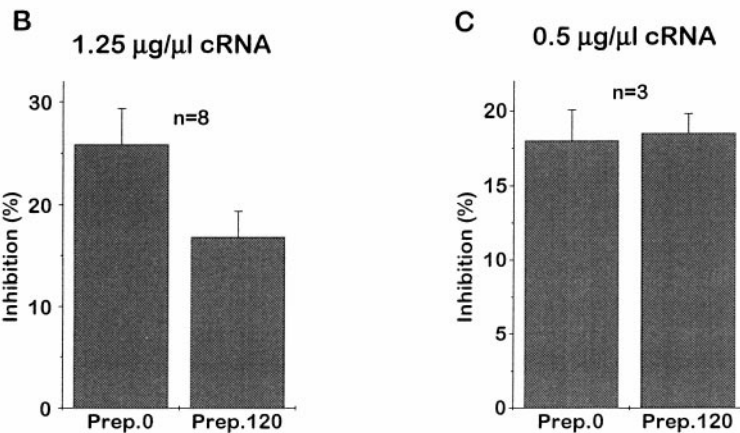 B
1.25 µg/µl cRNA
Inhibition (%)
30
20
10
0
n=8
Prep.0 Prep.120
C
0.5 µg/µl cRNA
Inhibition (%)
20
15
10
5
0
n=3
Prep.0 Prep.120